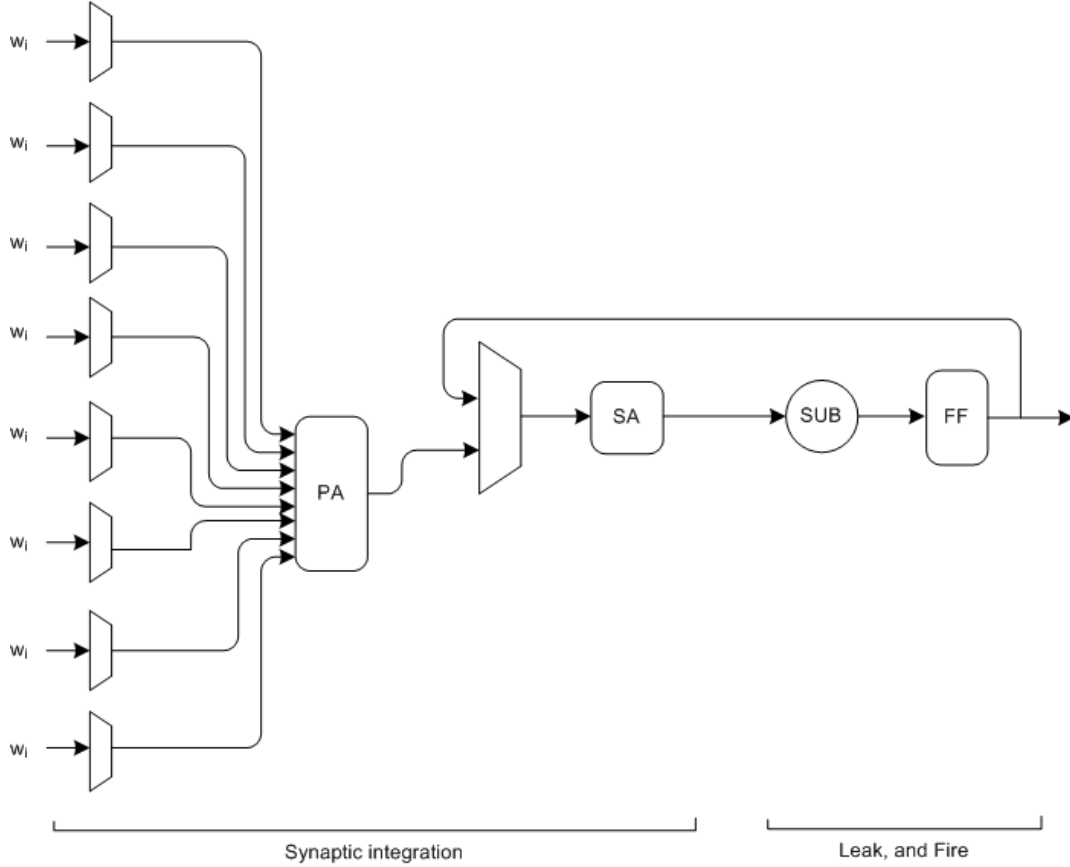 wi
wi
wi
wi
wi
wi
wi
wi
PA
SA
SUB
FF
Synaptic integration
Leak, and Fire